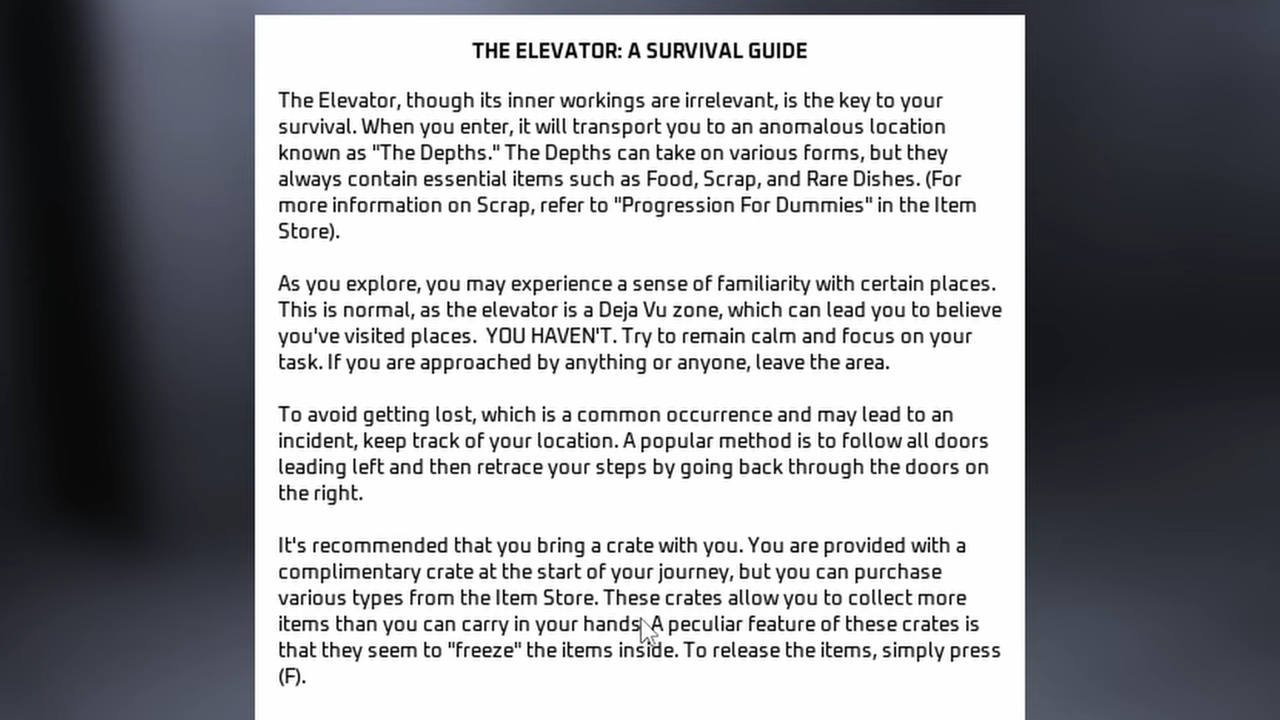 THE ELEVATOR: A SURVIVAL GUIDE
The Elevator, though its inner workings are irrelevant, is the key to your
survival. When you enter, it will transport you to an anomalous location
known as "The Depths." The Depths can take on various forms, but they
always contain essential items such as Food, Scrap, and Rare Dishes. (For
more information on Scrap, refer to "Progression For Dummies" in the Item
Store).
As you explore, you may experience a sense of familiarity with certain places.
This is normal, as the elevator is a Deja Vu zone, which can lead you to believe
you've visited places.  YOU HAVEN'T. Try to remain calm and focus on your
task. If you are approached by anything or anyone, leave the area.
To avoid getting lost, which is a common occurrence and may lead to an
incident, keep track of your location. A popular method is to follow all doors
leading left and then retrace your steps by going back through the doors on
the right.
It's recommended that you bring a crate with you. You are provided with a
complimentary crate at the start of your journey, but you can purchase
various types from the Item Store. These crates allow you to collect more
items than you can carry in your hands. A peculiar feature of these crates is
that they seem to "freeze" the items inside. To release the items, simply press
(F).